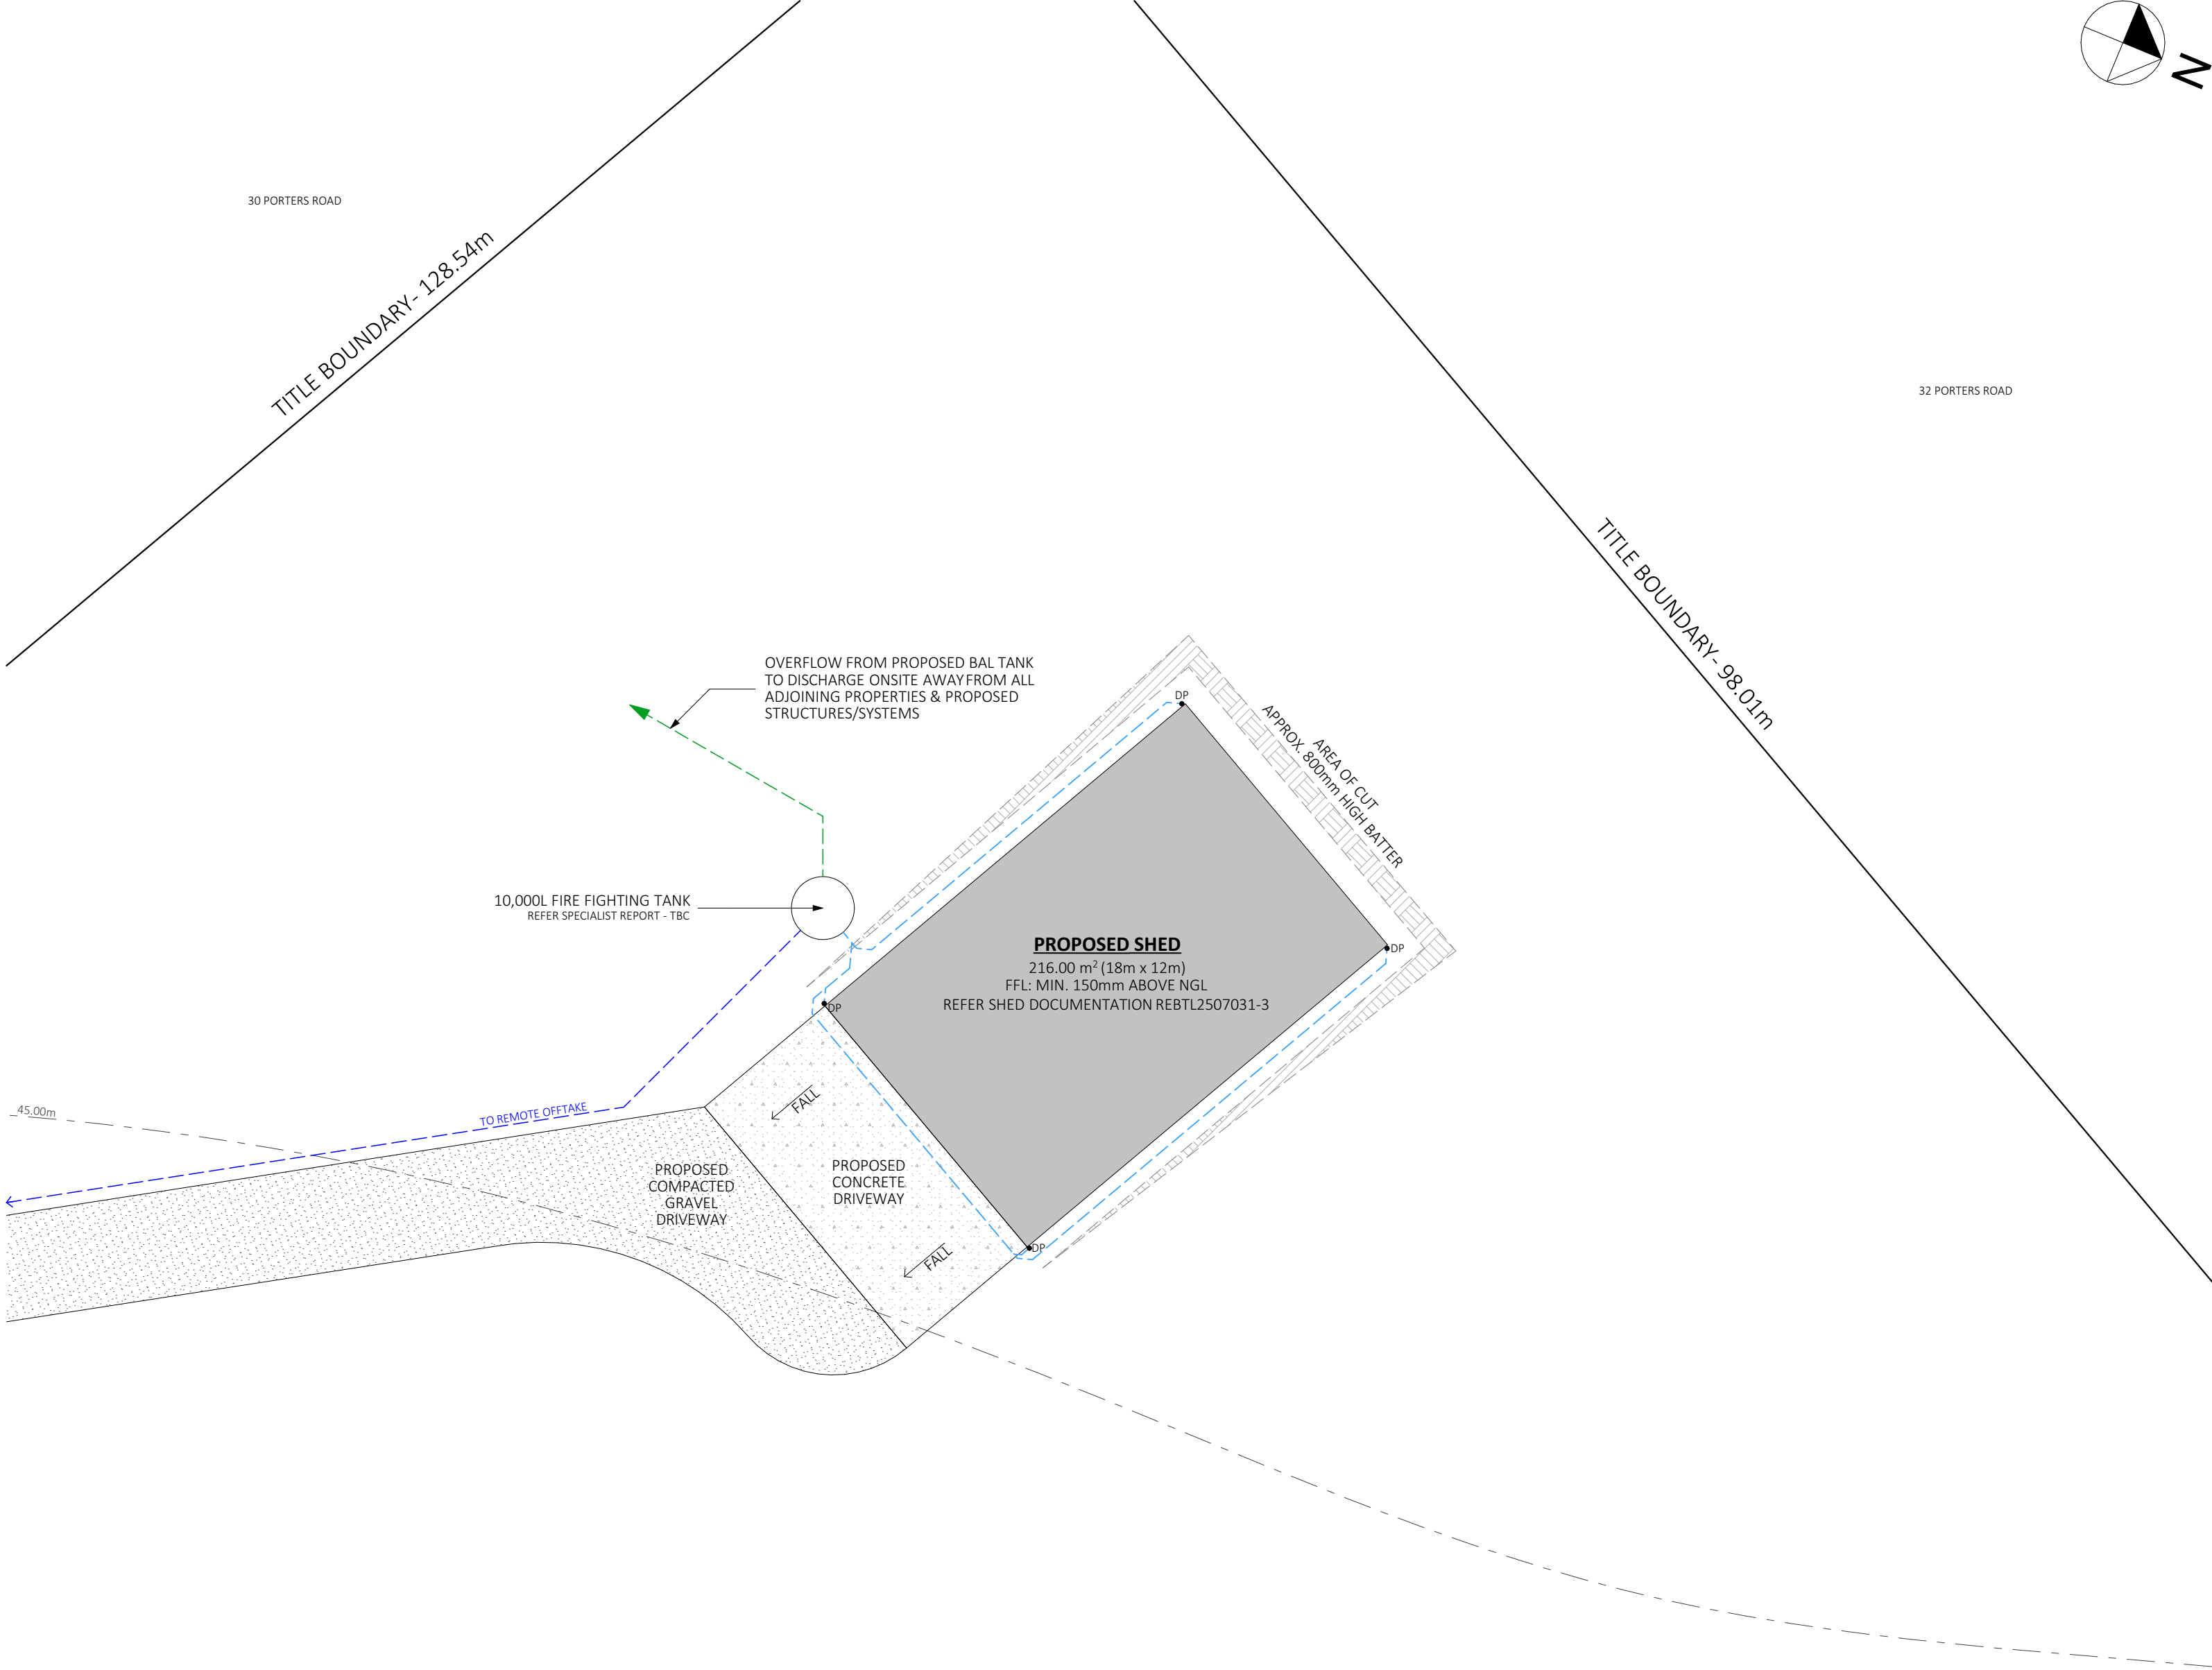 N
30 PORTERS ROAD
TITLE BOUNDARY- 128.54m
32 PORTERS ROAD
TITLE BOUNDARY- 98.01m
OVERFLOW FROM PROPOSED BAL TANK
TO DISCHARGE ONSITE AWAY FROM ALL
ADJOINING PROPERTIES & PROPOSED
STRUCTURES/SYSTEMS
DP
AREA OF CUT
APPROX. 800mm HIGH BATTER
10,000L FIRE FIGHTING TANK
REFER SPECIALIST REPORT - TBC
PROPOSED SHED
216.00 m² (18m x 12m)
FFL: MIN. 150mm ABOVE NGL
REFER SHED DOCUMENTATION REBTL2507031-3
DP
DP
FALL
45.00m
TO REMOTE OFFTAKE
PROPOSED
COMPACTED
GRAVEL
DRIVEWAY
PROPOSED
CONCRETE
DRIVEWAY
FALL
DP